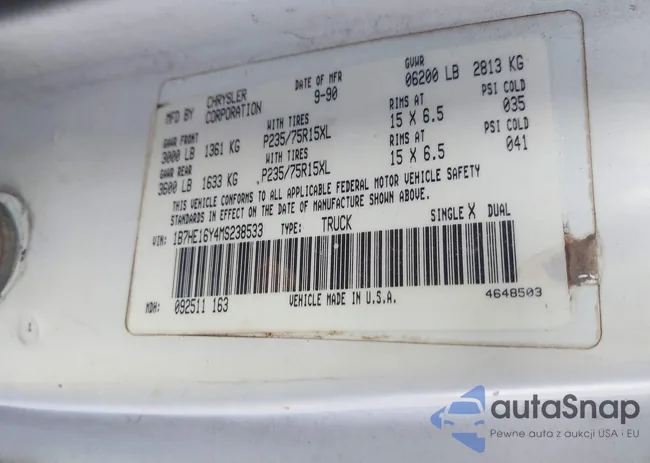 MFD BY CHRYSLER CORPORATION DATE OF MFR 9-90 GVWR 06200 LB 2813 KG
GAWR FRONT 3000 LB 1361 KG WITH TIRES P235/75R15XL RIMS AT 15 X 6.5 PSI COLD 035
GAWR REAR 3600 LB 1633 KG WITH TIRES P235/75R15XL RIMS AT 15 X 6.5 PSI COLD 041
THIS VEHICLE CONFORMS TO ALL APPLICABLE FEDERAL MOTOR VEHICLE SAFETY
STANDARDS IN EFFECT ON THE DATE OF MANUFACTURE SHOWN ABOVE.
VIN: 1B7HE16Y4MS238533 TYPE: TRUCK SINGLE X DUAL
MDH: 092511 163 VEHICLE MADE IN U.S.A. 4648503
autaSnap
Pewne auta z aukcji USA i EU